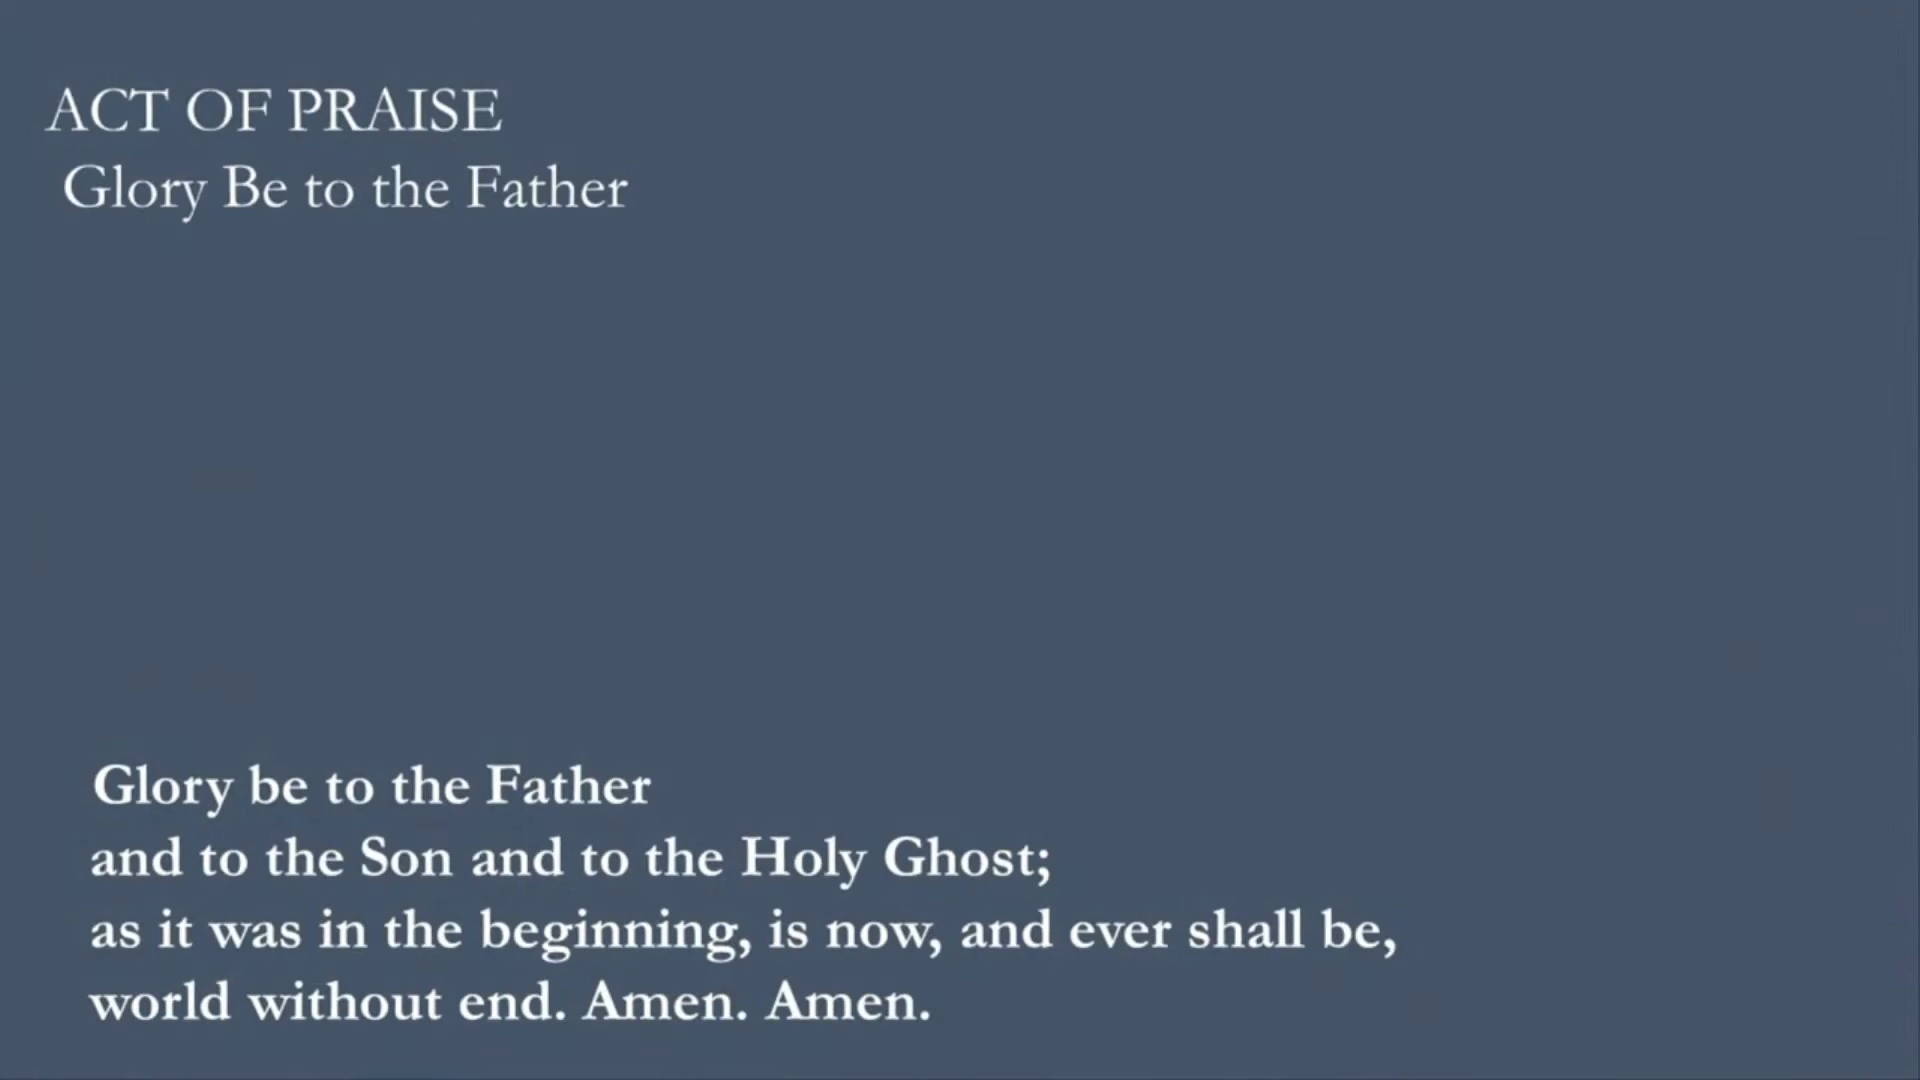 ACT OF PRAISE
Glory Be to the Father
Glory be to the Father
and to the Son and to the Holy Ghost;
as it was in the beginning, is now, and ever shall be,
world without end. Amen. Amen.